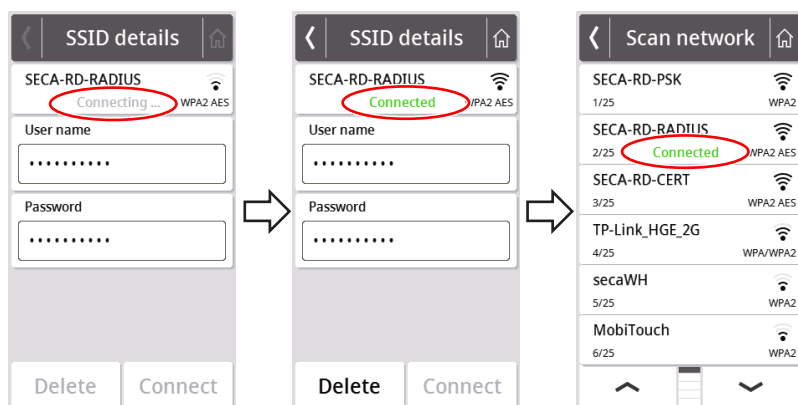 SSID details
SECA-RD-RADIUS
Connecting ... WPA2 AES
User name
..........
Password
..........
Delete Connect
SSID details
SECA-RD-RADIUS
Connected WPA2 AES
User name
..........
Password
..........
Delete Connect
Scan network
SECA-RD-PSK
1/25 WPA2
SECA-RD-RADIUS
2/25 Connected WPA2 AES
SECA-RD-CERT
3/25 WPA2 AES
TP-Link_HGE_2G
4/25 WPA/WPA2
secaWH
5/25 WPA2
MobiTouch
6/25 WPA2